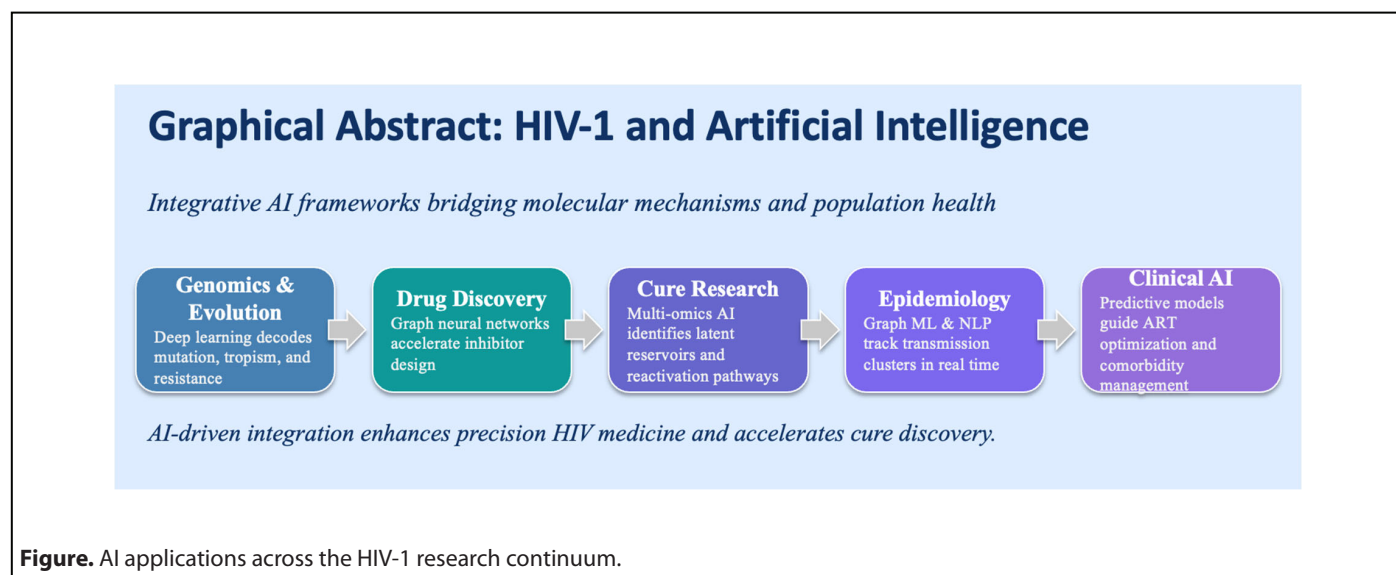 Graphical Abstract: HIV-1 and Artificial Intelligence
Integrative AI frameworks bridging molecular mechanisms and population health
Genomics &
Evolution
Deep learning decodes
mutation, tropism, and
resistance
Drug Discovery
Graph neural networks
accelerate inhibitor
design
Cure Research
Multi-omics AI
identifies latent
reservoirs and
reactivation pathways
Epidemiology
Graph ML & NLP
track transmission
clusters in real time
Clinical AI
Predictive models
guide ART
optimization and
comorbidity
management
AI-driven integration enhances precision HIV medicine and accelerates cure discovery.
Figure. AI applications across the HIV-1 research continuum.